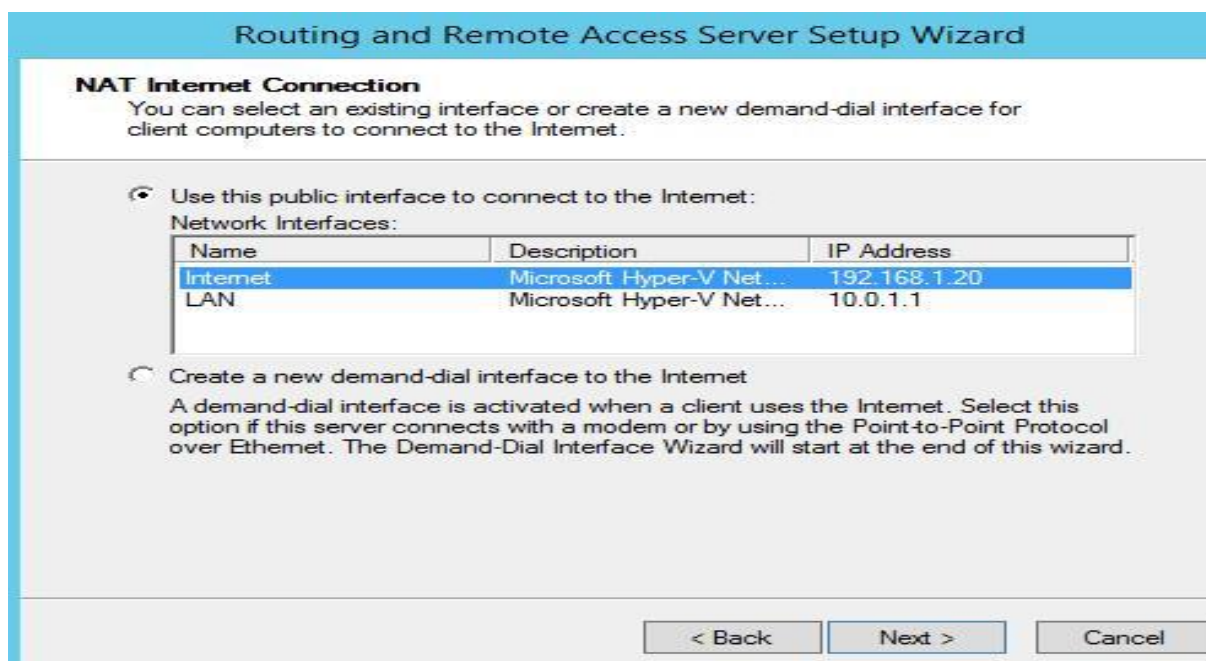 Routing and Remote Access Server Setup Wizard
NAT Internet Connection
You can select an existing interface or create a new demand-dial interface for
client computers to connect to the Internet.
Use this public interface to connect to the Internet:
Network Interfaces:
Name Description IP Address
Internet Microsoft Hyper-V Net... 192.168.1.20
LAN Microsoft Hyper-V Net... 10.0.1.1
Create a new demand-dial interface to the Internet
A demand-dial interface is activated when a client uses the Internet. Select this
option if this server connects with a modem or by using the Point-to-Point Protocol
over Ethernet. The Demand-Dial Interface Wizard will start at the end of this wizard.
< Back Next > Cancel